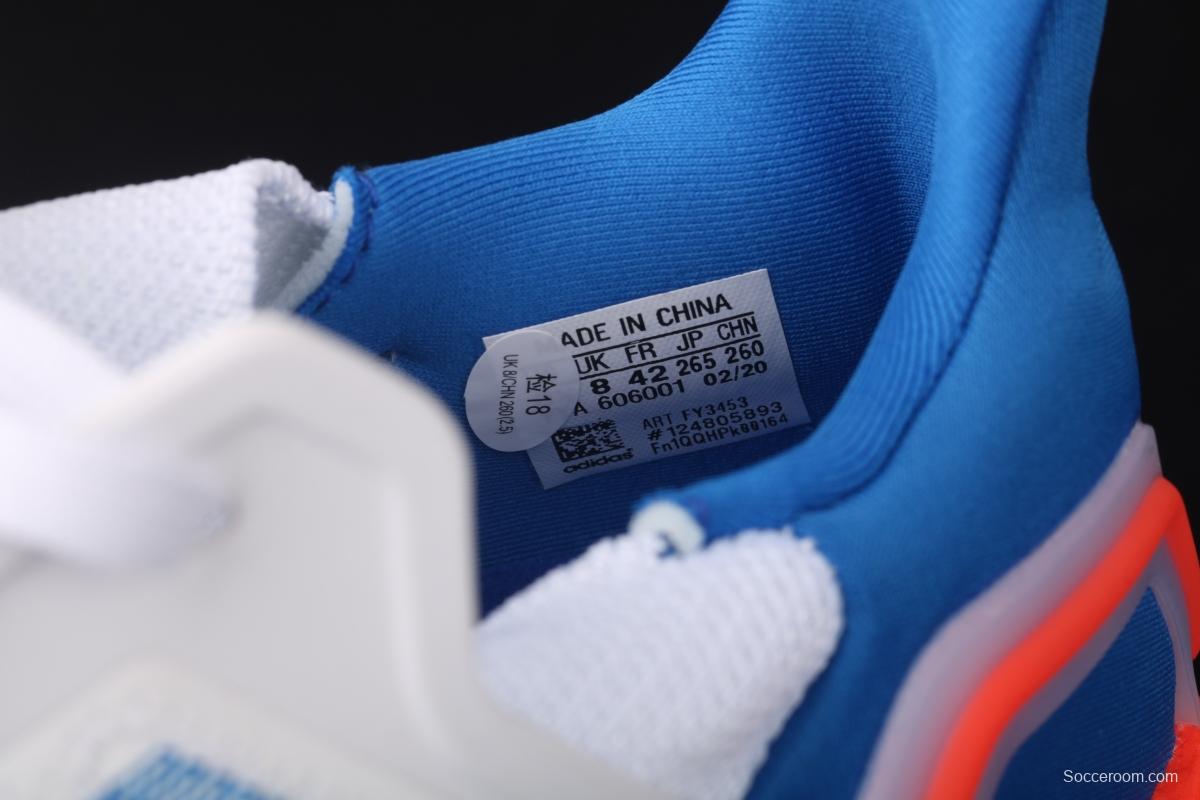 ADE IN CHINA
UK FR JP CHN
8 42 265 260
A 606001 02/20
ART FY3453
#124805893
Fn1QQHPk00164
adidas
检18
UK 8/CHN 260(2.5)
Socceroom.com